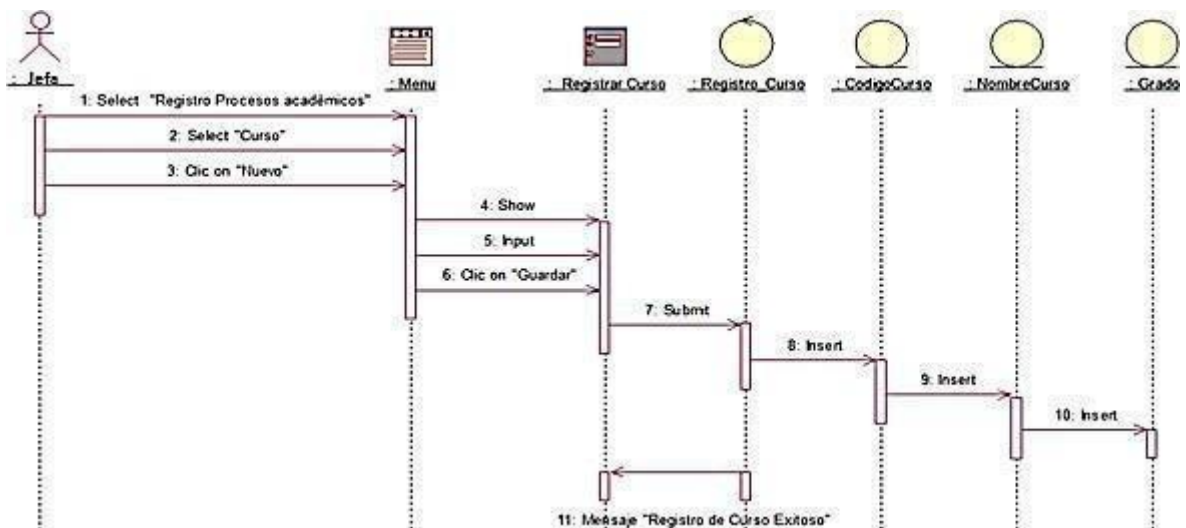 : Jefa
: Menu
: Registrar Curso
: Registro_Curso
: CodigoCurso
: NombreCurso
: Grado
1: Select "Registro Procesos académicos"
2: Select "Curso"
3: Clic on "Nuevo"
4: Show
5: Input
6: Clic on "Guardar"
7: Submit
8: Insert
9: Insert
10: Insert
11: Mensaje "Registro de Curso Exitoso"